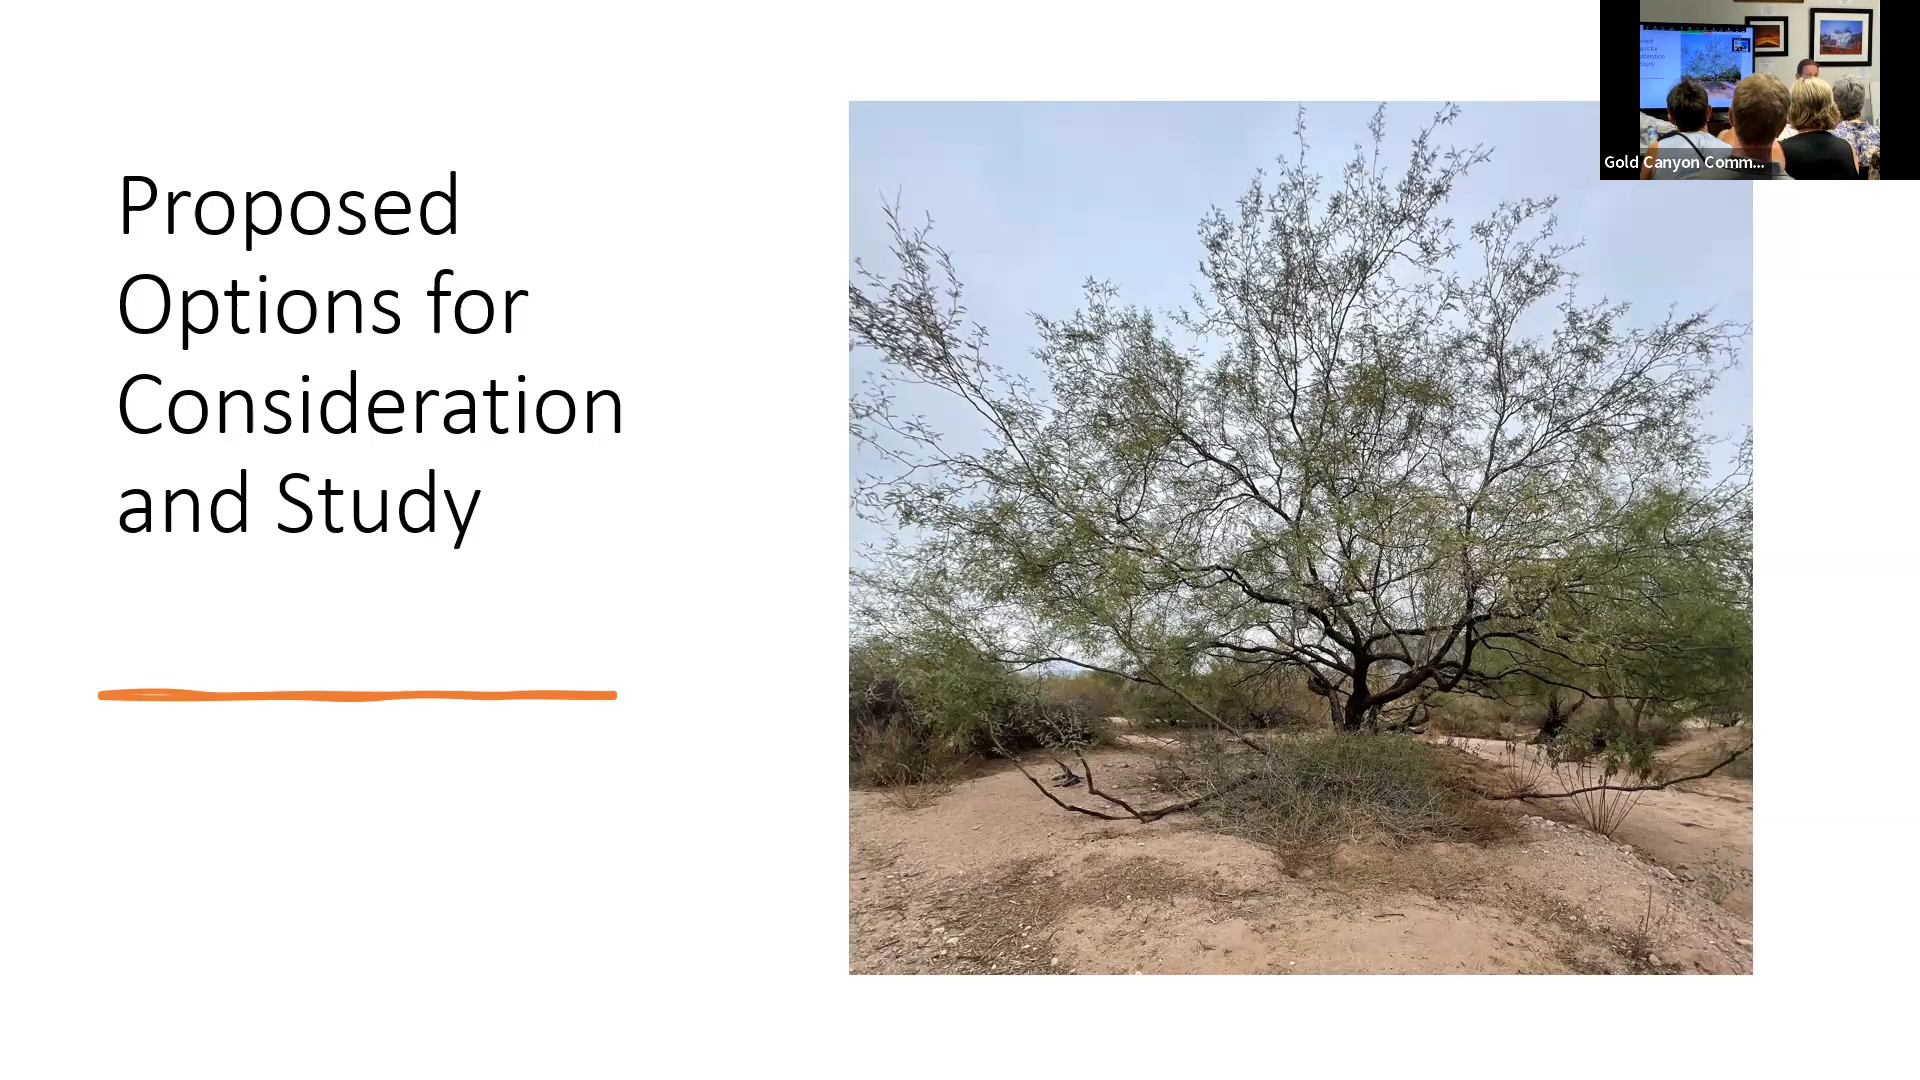 Proposed
Options for
Consideration
and Study
Gold Canyon Comm...